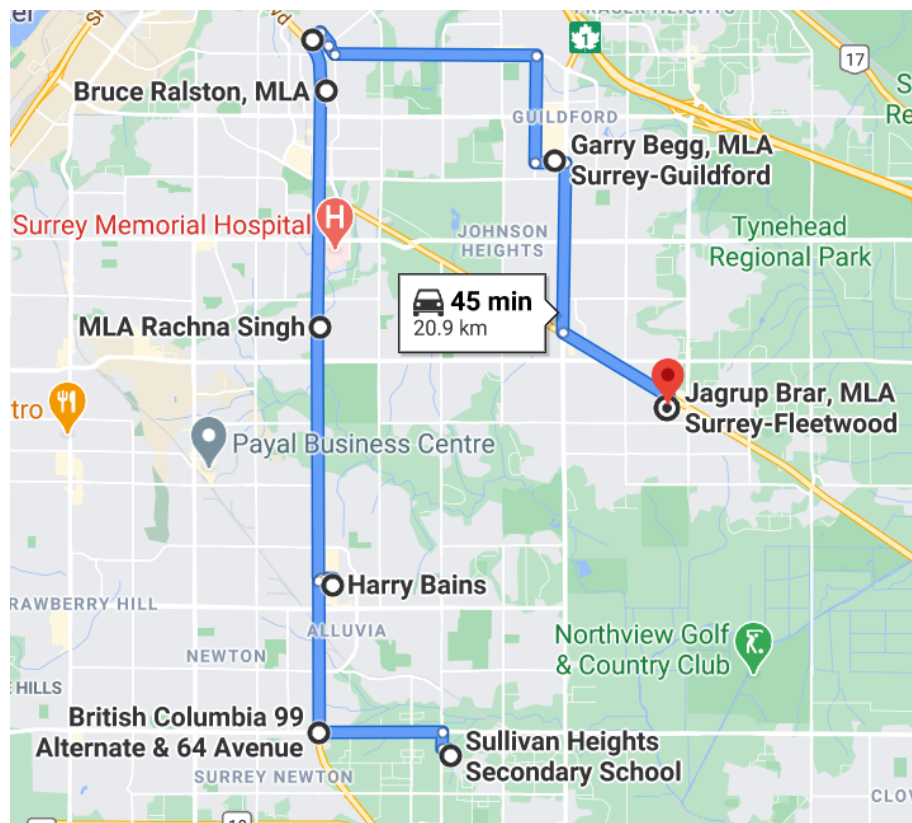 Bruce Ralston, MLA
1
17
GUILDFORD
Garry Begg, MLA
Surrey-Guildford
Surrey Memorial Hospital
H
JOHNSON
HEIGHTS
Tynehead
Regional Park
45 min
20.9 km
MLA Rachna Singh
Jagrup Brar, MLA
Surrey-Fleetwood
Payal Business Centre
Harry Bains
RAWBERRY HILL
ALLUVIA
NEWTON
Northview Golf
& Country Club
HILLS
British Columbia 99
Alternate & 64 Avenue
Sullivan Heights
Secondary School
SURREY NEWTON
CLOV